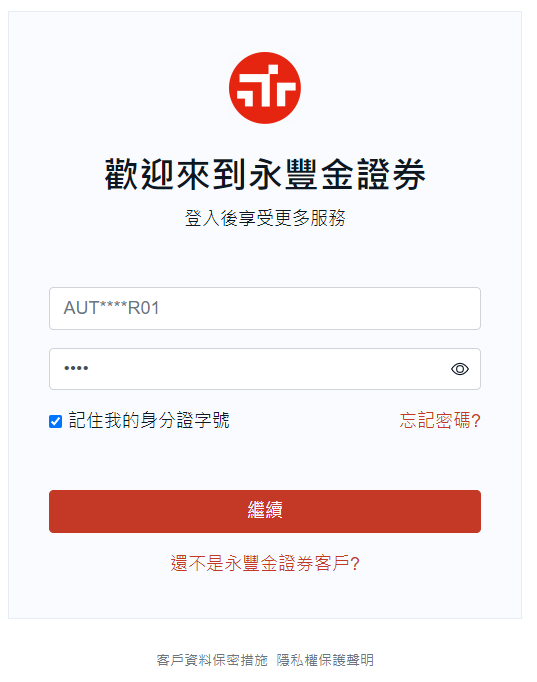 歡迎來到永豐金證券
登入後享受更多服務
AUT****R01
••••
記住我的身分證字號 忘記密碼?
繼續
還不是永豐金證券客戶?
客戶資料保密措施 隱私權保護聲明